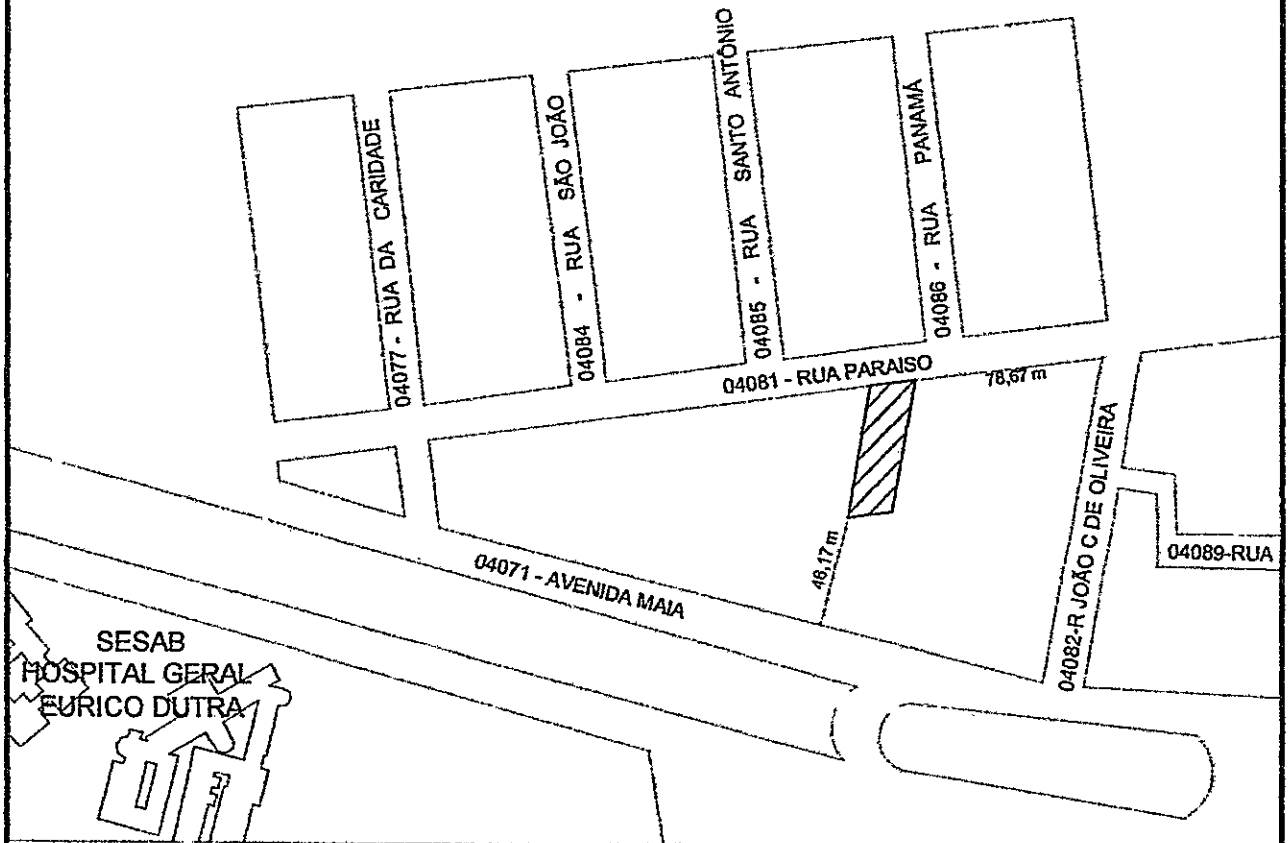 04077 - RUA DA CARIDADE
04084 - RUA SÃO JOÃO
04085 - RUA SANTO ANTÔNIO
04086 - RUA PANAMÁ
04081 - RUA PARAISO
78,67 m
46,17 m
04071 - AVENIDA MAIA
04082-R JOÃO C DE OLIVEIRA
04089-RUA
SESAB
HOSPITAL GERAL
EURICO DUTRA